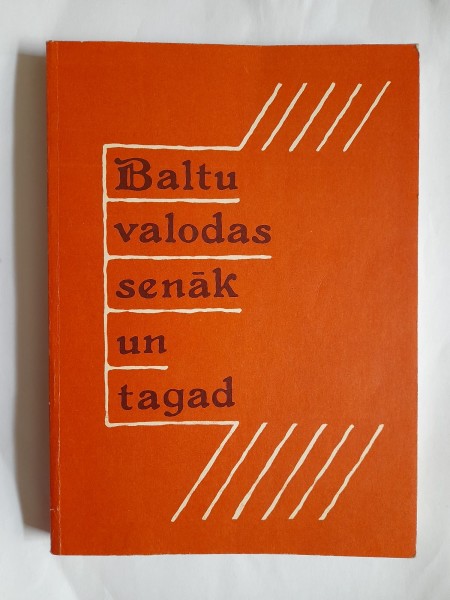 Baltu
valodas
senāk
un
tagad